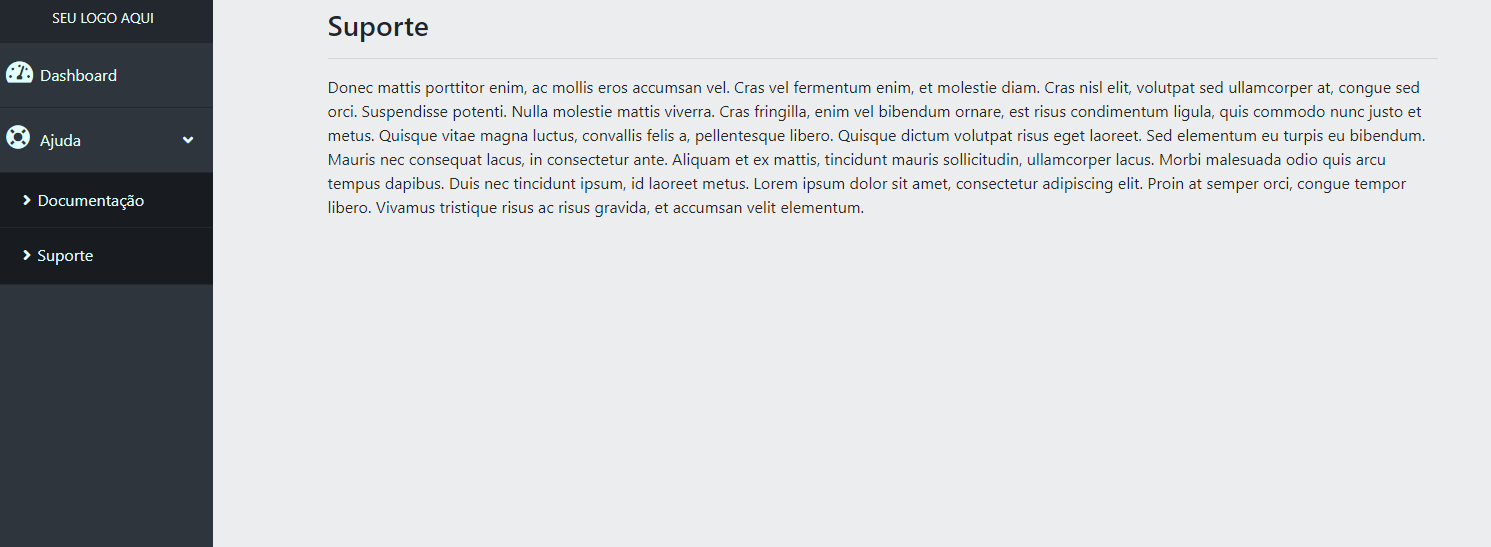 SEU LOGO AQUI
Dashboard
Ajuda
Documentação
Suporte
Suporte
Donec mattis porttitor enim, ac mollis eros accumsan vel. Cras vel fermentum enim, et molestie diam. Cras nisl elit, volutpat sed ullamcorper at, congue sed
orci. Suspendisse potenti. Nulla molestie mattis viverra. Cras fringilla, enim vel bibendum ornare, est risus condimentum ligula, quis commodo nunc justo et
metus. Quisque vitae magna luctus, convallis felis a, pellentesque libero. Quisque dictum volutpat risus eget laoreet. Sed elementum eu turpis eu bibendum.
Mauris nec consequat lacus, in consectetur ante. Aliquam et ex mattis, tincidunt mauris sollicitudin, ullamcorper lacus. Morbi malesuada odio quis arcu
tempus dapibus. Duis nec tincidunt ipsum, id laoreet metus. Lorem ipsum dolor sit amet, consectetur adipiscing elit. Proin at semper orci, congue tempor
libero. Vivamus tristique risus ac risus gravida, et accumsan velit elementum.